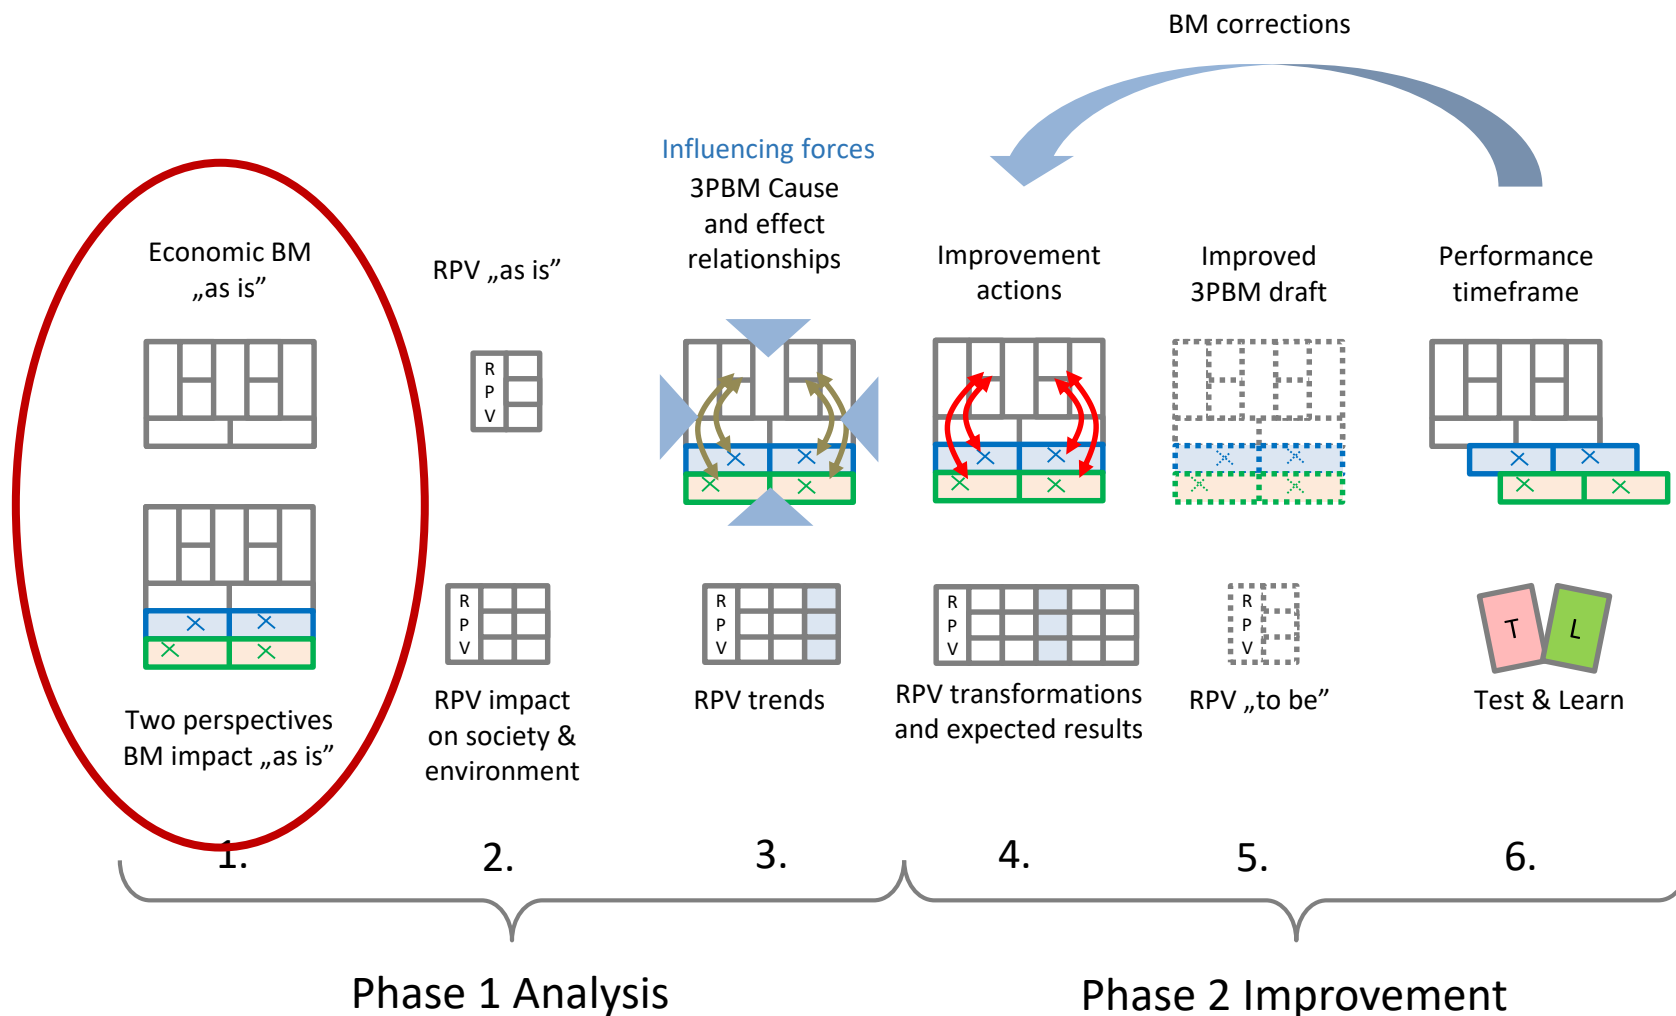 BM corrections
Influencing forces
3PBM Cause
and effect
relationships
Economic BM
„as is”
RPV „as is”
Improvement
actions
Improved
3PBM draft
Performance
timeframe
R
P
V
R
P
V
R
P
V
R
P
V
R
P
V
T
L
Two perspectives
BM impact „as is”
RPV impact
on society &
environment
RPV trends
RPV transformations
and expected results
RPV „to be”
Test & Learn
1.
2.
3.
4.
5.
6.
Phase 1 Analysis
Phase 2 Improvement